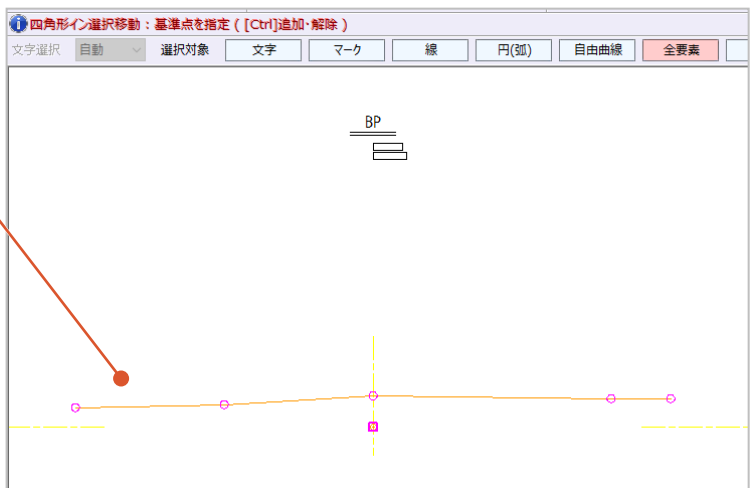 四角形イン選択移動：基準点を指定 ( [Ctrl]追加・解除 )
文字選択 自動 選択対象 文字 マーク 線 円(弧) 自由曲線 全要素
BP